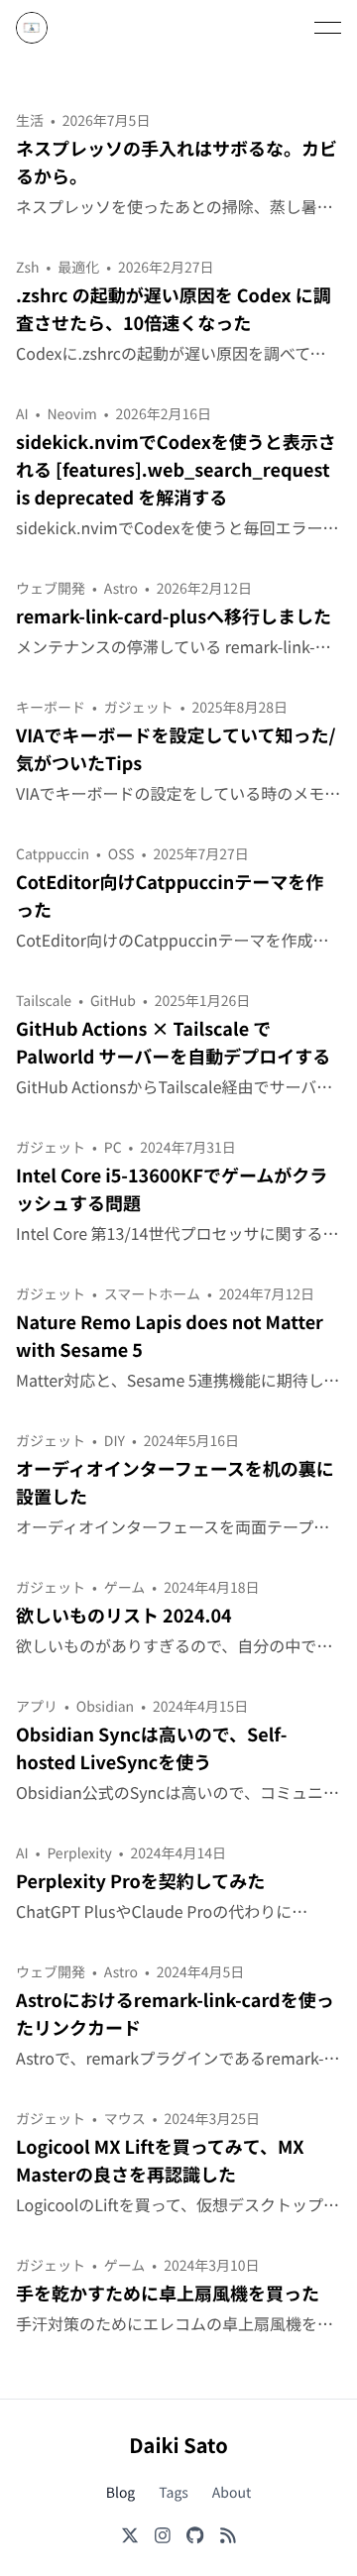 生活 • 2026年7月5日
ネスプレッソの手入れはサボるな。カビ
るから。
ネスプレッソを使ったあとの掃除、蒸し暑…
Zsh • 最適化 • 2026年2月27日
.zshrc の起動が遅い原因を Codex に調
査させたら、10倍速くなった
Codexに.zshrcの起動が遅い原因を調べて…
AI • Neovim • 2026年2月16日
sidekick.nvimでCodexを使うと表示さ
れる [features].web_search_request
is deprecated を解消する
sidekick.nvimでCodexを使うと毎回エラー…
ウェブ開発 • Astro • 2026年2月12日
remark-link-card-plusへ移行しました
メンテナンスの停滞している remark-link-…
キーボード • ガジェット • 2025年8月28日
VIAでキーボードを設定していて知った/
気がついたTips
VIAでキーボードの設定をしている時のメモ…
Catppuccin • OSS • 2025年7月27日
CotEditor向けCatppuccinテーマを作
った
CotEditor向けのCatppuccinテーマを作成…
Tailscale • GitHub • 2025年1月26日
GitHub Actions × Tailscale で
Palworld サーバーを自動デプロイする
GitHub ActionsからTailscale経由でサーバ…
ガジェット • PC • 2024年7月31日
Intel Core i5-13600KFでゲームがクラ
ッシュする問題
Intel Core 第13/14世代プロセッサに関する…
ガジェット • スマートホーム • 2024年7月12日
Nature Remo Lapis does not Matter
with Sesame 5
Matter対応と、Sesame 5連携機能に期待し…
ガジェット • DIY • 2024年5月16日
オーディオインターフェースを机の裏に
設置した
オーディオインターフェースを両面テープ…
ガジェット • ゲーム • 2024年4月18日
欲しいものリスト 2024.04
欲しいものがありすぎるので、自分の中で…
アプリ • Obsidian • 2024年4月15日
Obsidian Syncは高いので、Self-
hosted LiveSyncを使う
Obsidian公式のSyncは高いので、コミュニ…
AI • Perplexity • 2024年4月14日
Perplexity Proを契約してみた
ChatGPT PlusやClaude Proの代わりに…
ウェブ開発 • Astro • 2024年4月5日
Astroにおけるremark-link-cardを使っ
たリンクカード
Astroで、remarkプラグインであるremark-…
ガジェット • マウス • 2024年3月25日
Logicool MX Liftを買ってみて、MX
Masterの良さを再認識した
LogicoolのLiftを買って、仮想デスクトップ…
ガジェット • ゲーム • 2024年3月10日
手を乾かすために卓上扇風機を買った
手汗対策のためにエレコムの卓上扇風機を…
Daiki Sato
Blog Tags About